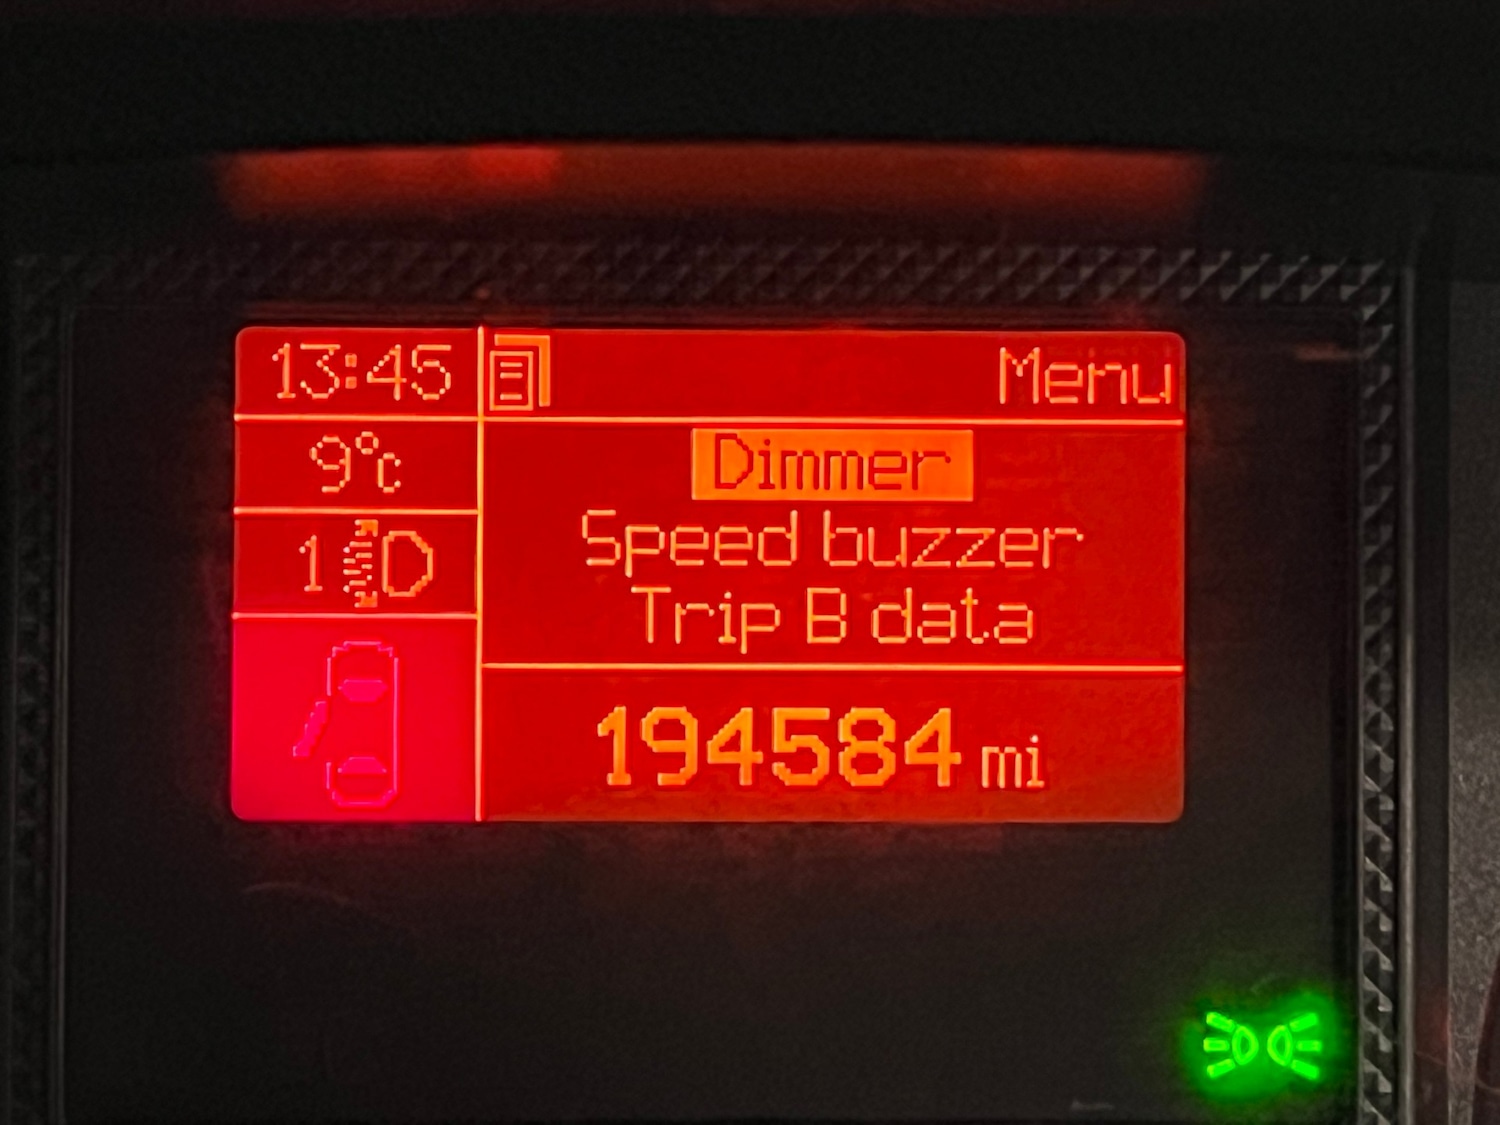 13:45
Menu
9°c
1
Dimmer
Speed buzzer
Trip B data
194584 mi